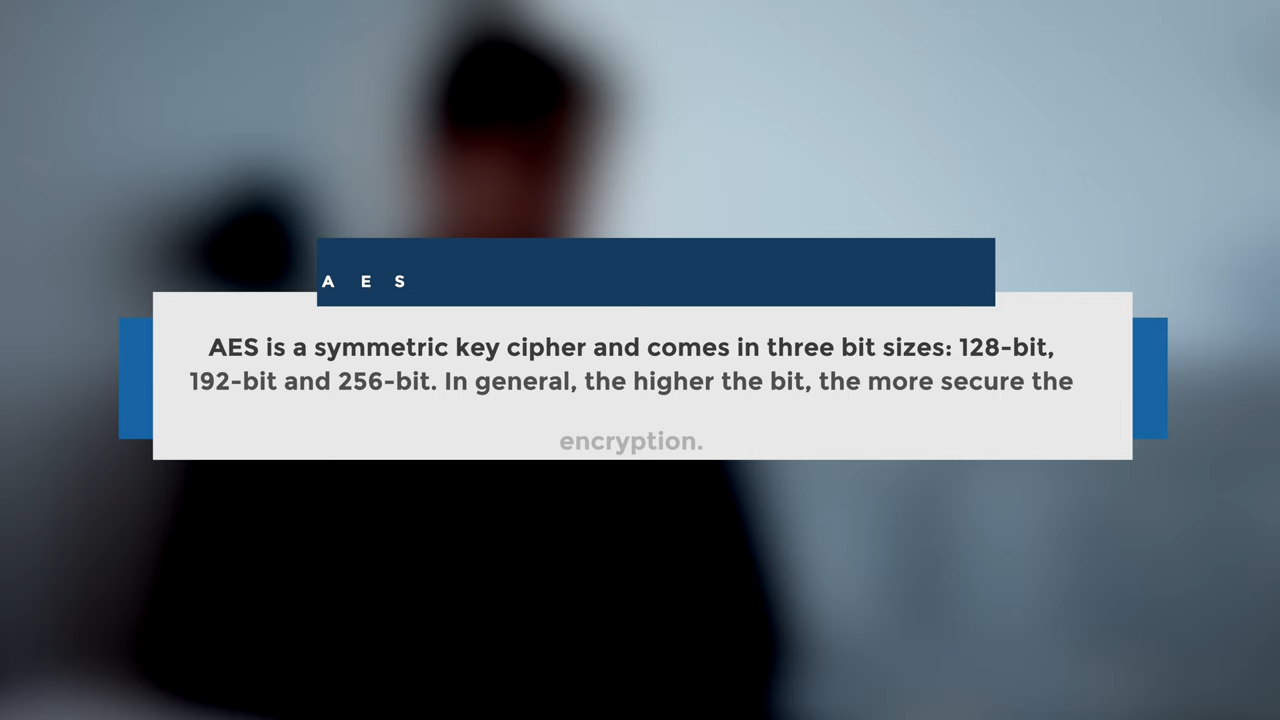 A E S
AES is a symmetric key cipher and comes in three bit sizes: 128-bit,
192-bit and 256-bit. In general, the higher the bit, the more secure the
encryption.